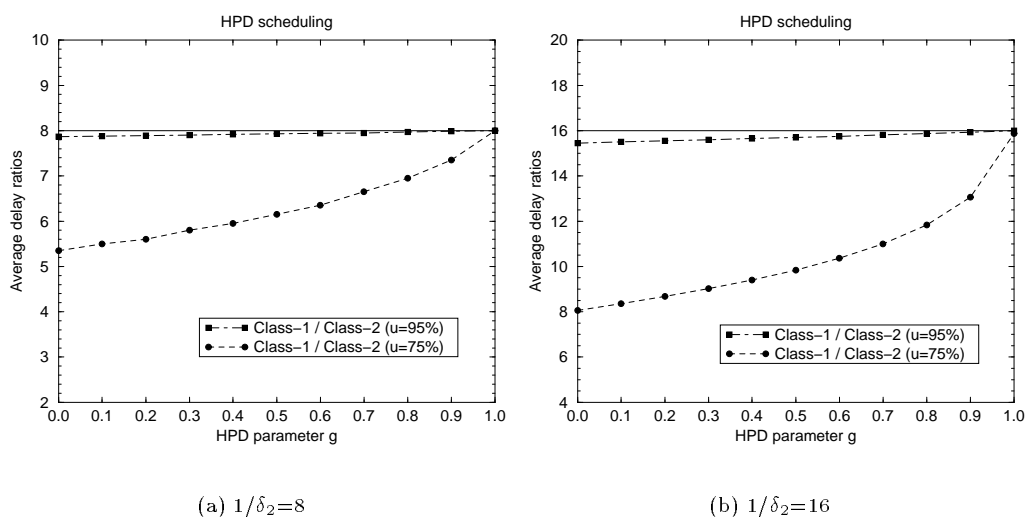 HPD scheduling
10
9
8
7
6
5
4
3
2
Average delay ratios
Class−1 / Class−2 (u=95%)
Class−1 / Class−2 (u=75%)
0.0 0.1 0.2 0.3 0.4 0.5 0.6 0.7 0.8 0.9 1.0
HPD parameter g
(a) 1/δ₂=8
HPD scheduling
20
18
16
14
12
10
8
6
4
Average delay ratios
Class−1 / Class−2 (u=95%)
Class−1 / Class−2 (u=75%)
0.0 0.1 0.2 0.3 0.4 0.5 0.6 0.7 0.8 0.9 1.0
HPD parameter g
(b) 1/δ₂=16